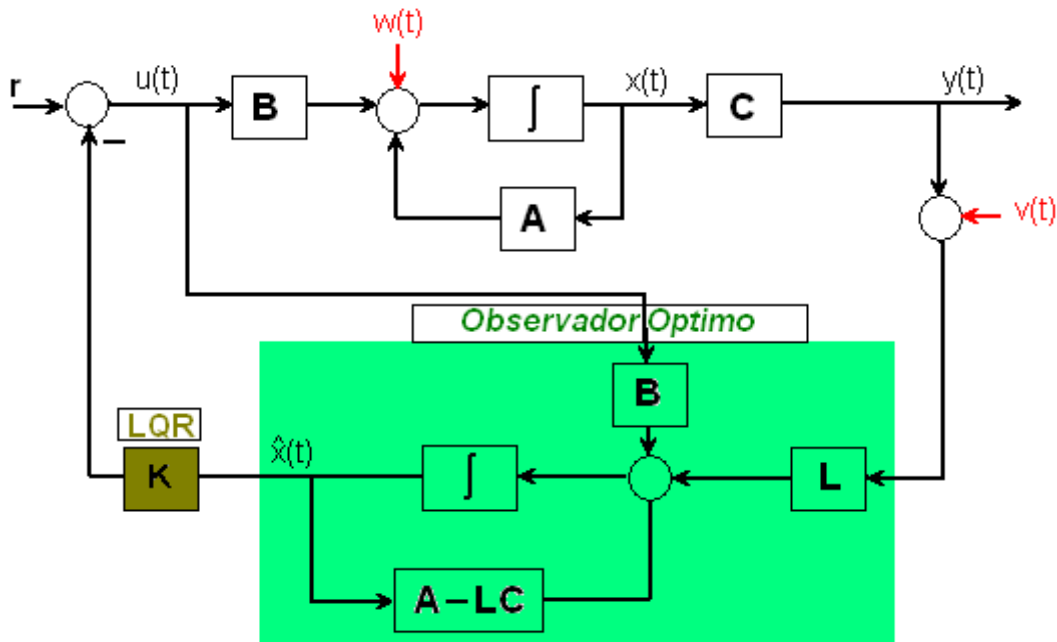 w(t)
r
u(t)
B
∫
x(t)
C
y(t)
−
A
v(t)
Observador Optimo
B
LQR
K
x̂(t)
∫
L
A−LC